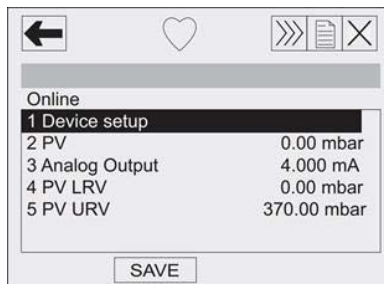 Online
1 Device setup
2 PV 0.00 mbar
3 Analog Output 4.000 mA
4 PV LRV 0.00 mbar
5 PV URV 370.00 mbar
SAVE